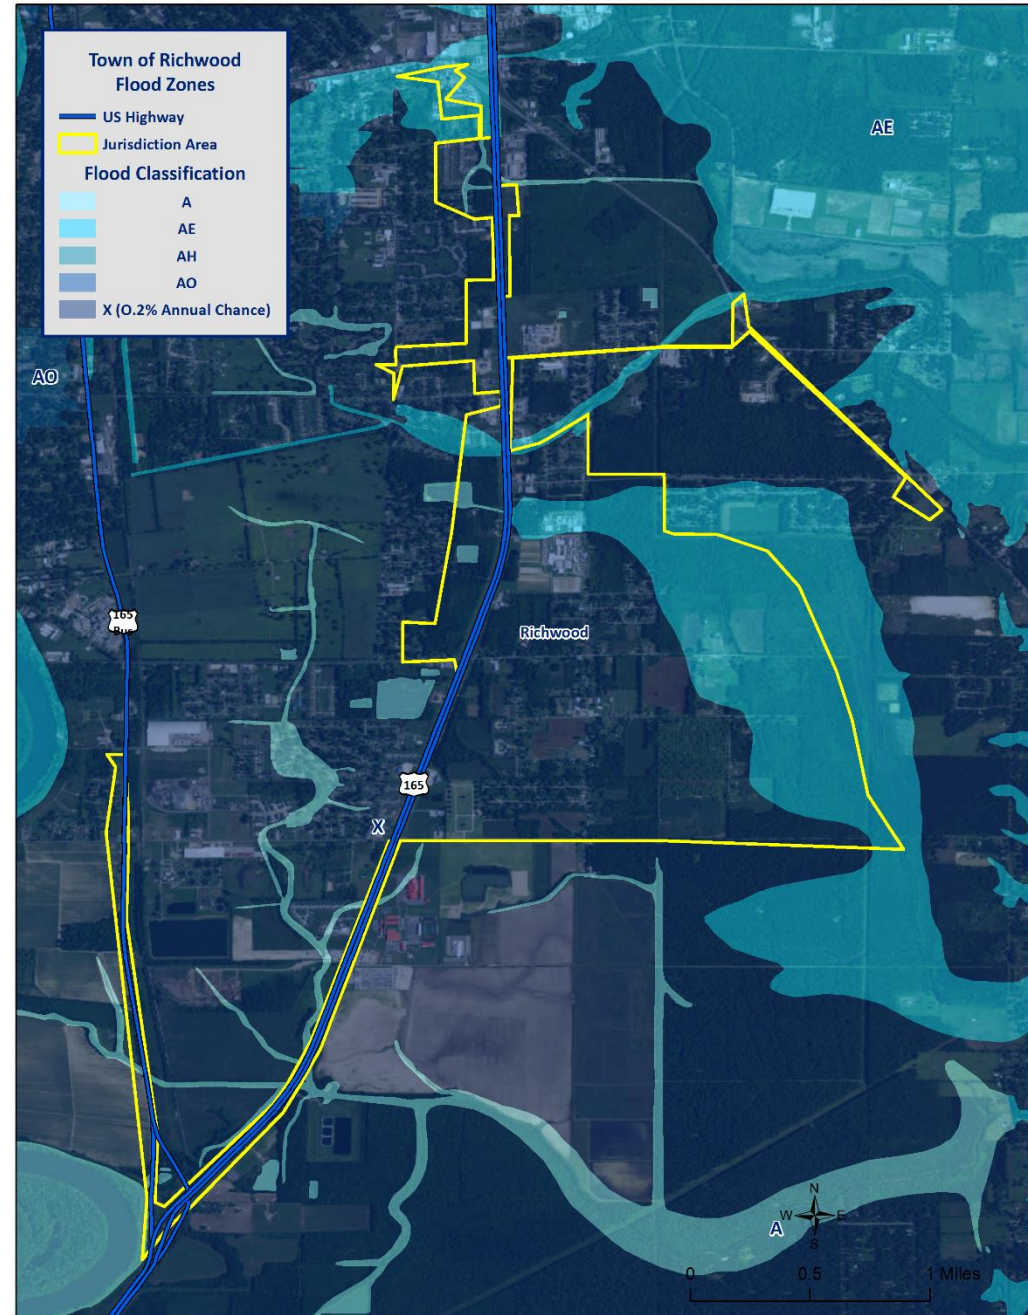 Town of Richwood
Flood Zones
US Highway
Jurisdiction Area
Flood Classification
A
AE
AH
AO
X (0.2% Annual Chance)
AE
AO
165
Bus
Richwood
165
X
N
W E
S
A
0 0.5 1 Miles